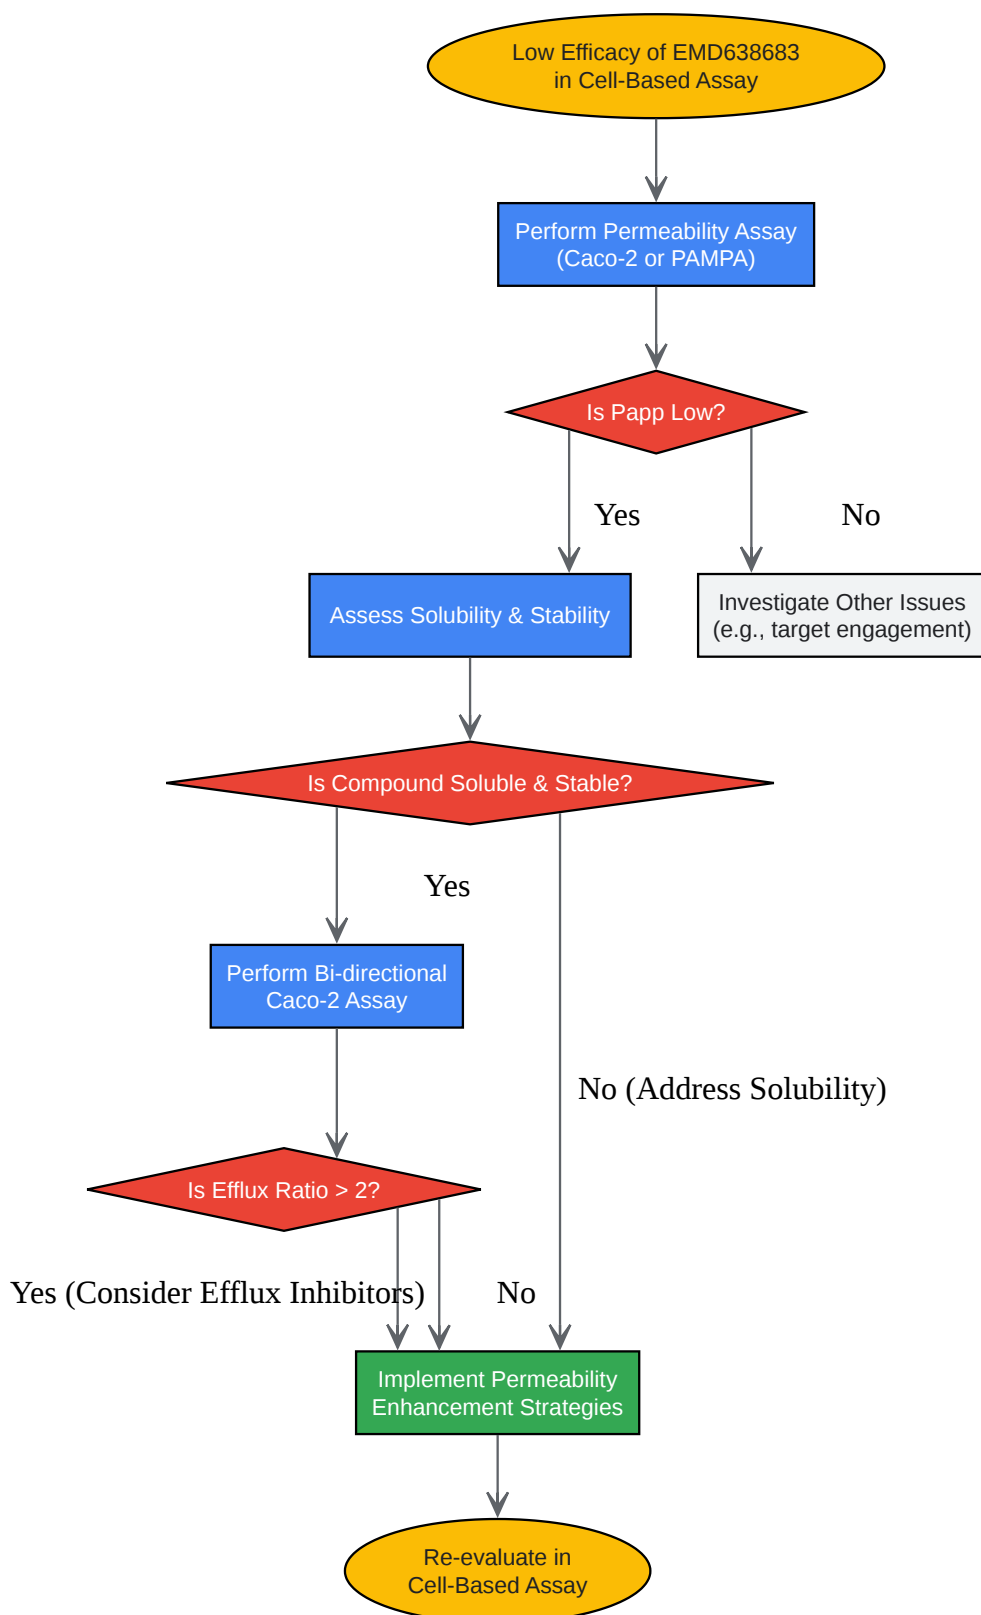 Low Efficacy of EMD638683
in Cell-Based Assay
Perform Permeability Assay
(Caco-2 or PAMPA)
Is Papp Low?
Yes
No
Assess Solubility & Stability
Investigate Other Issues
(e.g., target engagement)
Is Compound Soluble & Stable?
Yes
Perform Bi-directional
Caco-2 Assay
No (Address Solubility)
Is Efflux Ratio > 2?
Yes (Consider Efflux Inhibitors)
No
Implement Permeability
Enhancement Strategies
Re-evaluate in
Cell-Based Assay